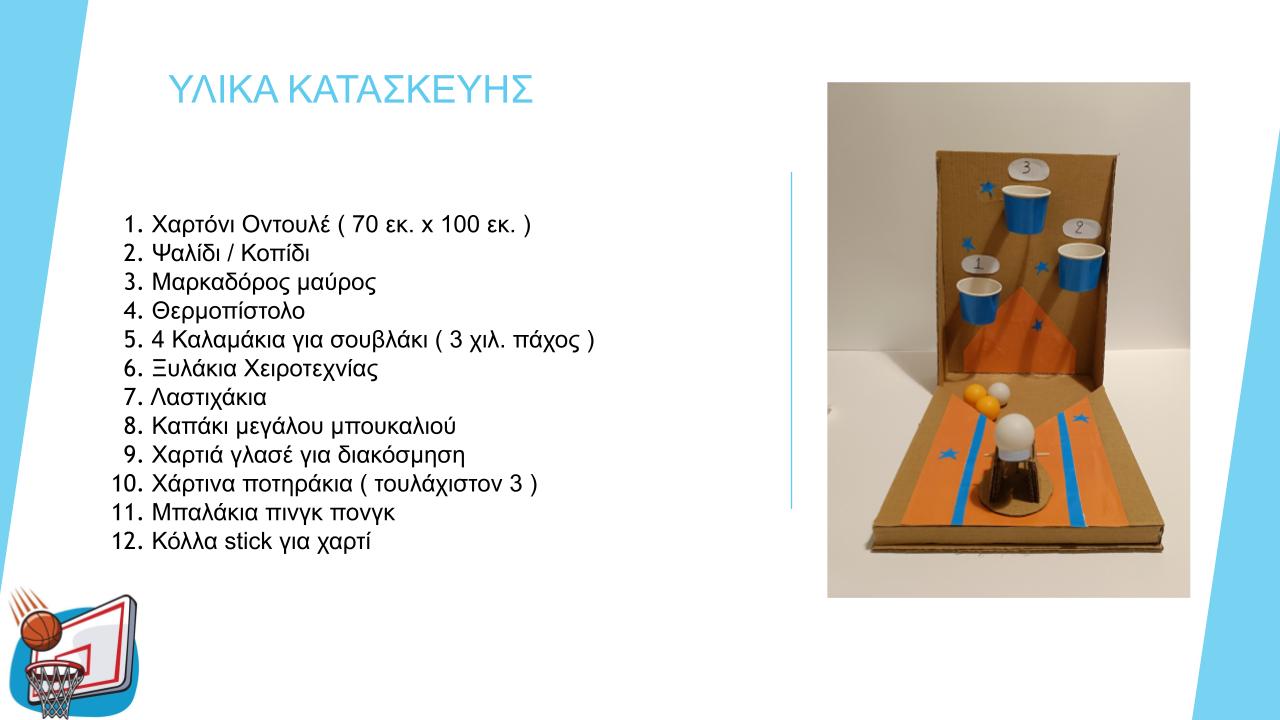 ΥΛΙΚΑ ΚΑΤΑΣΚΕΥΗΣ
1. Χαρτόνι Οντουλέ ( 70 εκ. x 100 εκ. )
2. Ψαλίδι / Κοπίδι
3. Μαρκαδόρος μαύρος
4. Θερμοπίστολο
5. 4 Καλαμάκια για σουβλάκι ( 3 χιλ. πάχος )
6. Ξυλάκια Χειροτεχνίας
7. Λαστιχάκια
8. Καπάκι μεγάλου μπουκαλιού
9. Χαρτιά γλασέ για διακόσμηση
10. Χάρτινα ποτηράκια ( τουλάχιστον 3 )
11. Μπαλάκια πινγκ πονγκ
12. Κόλλα stick για χαρτί
3
2
1